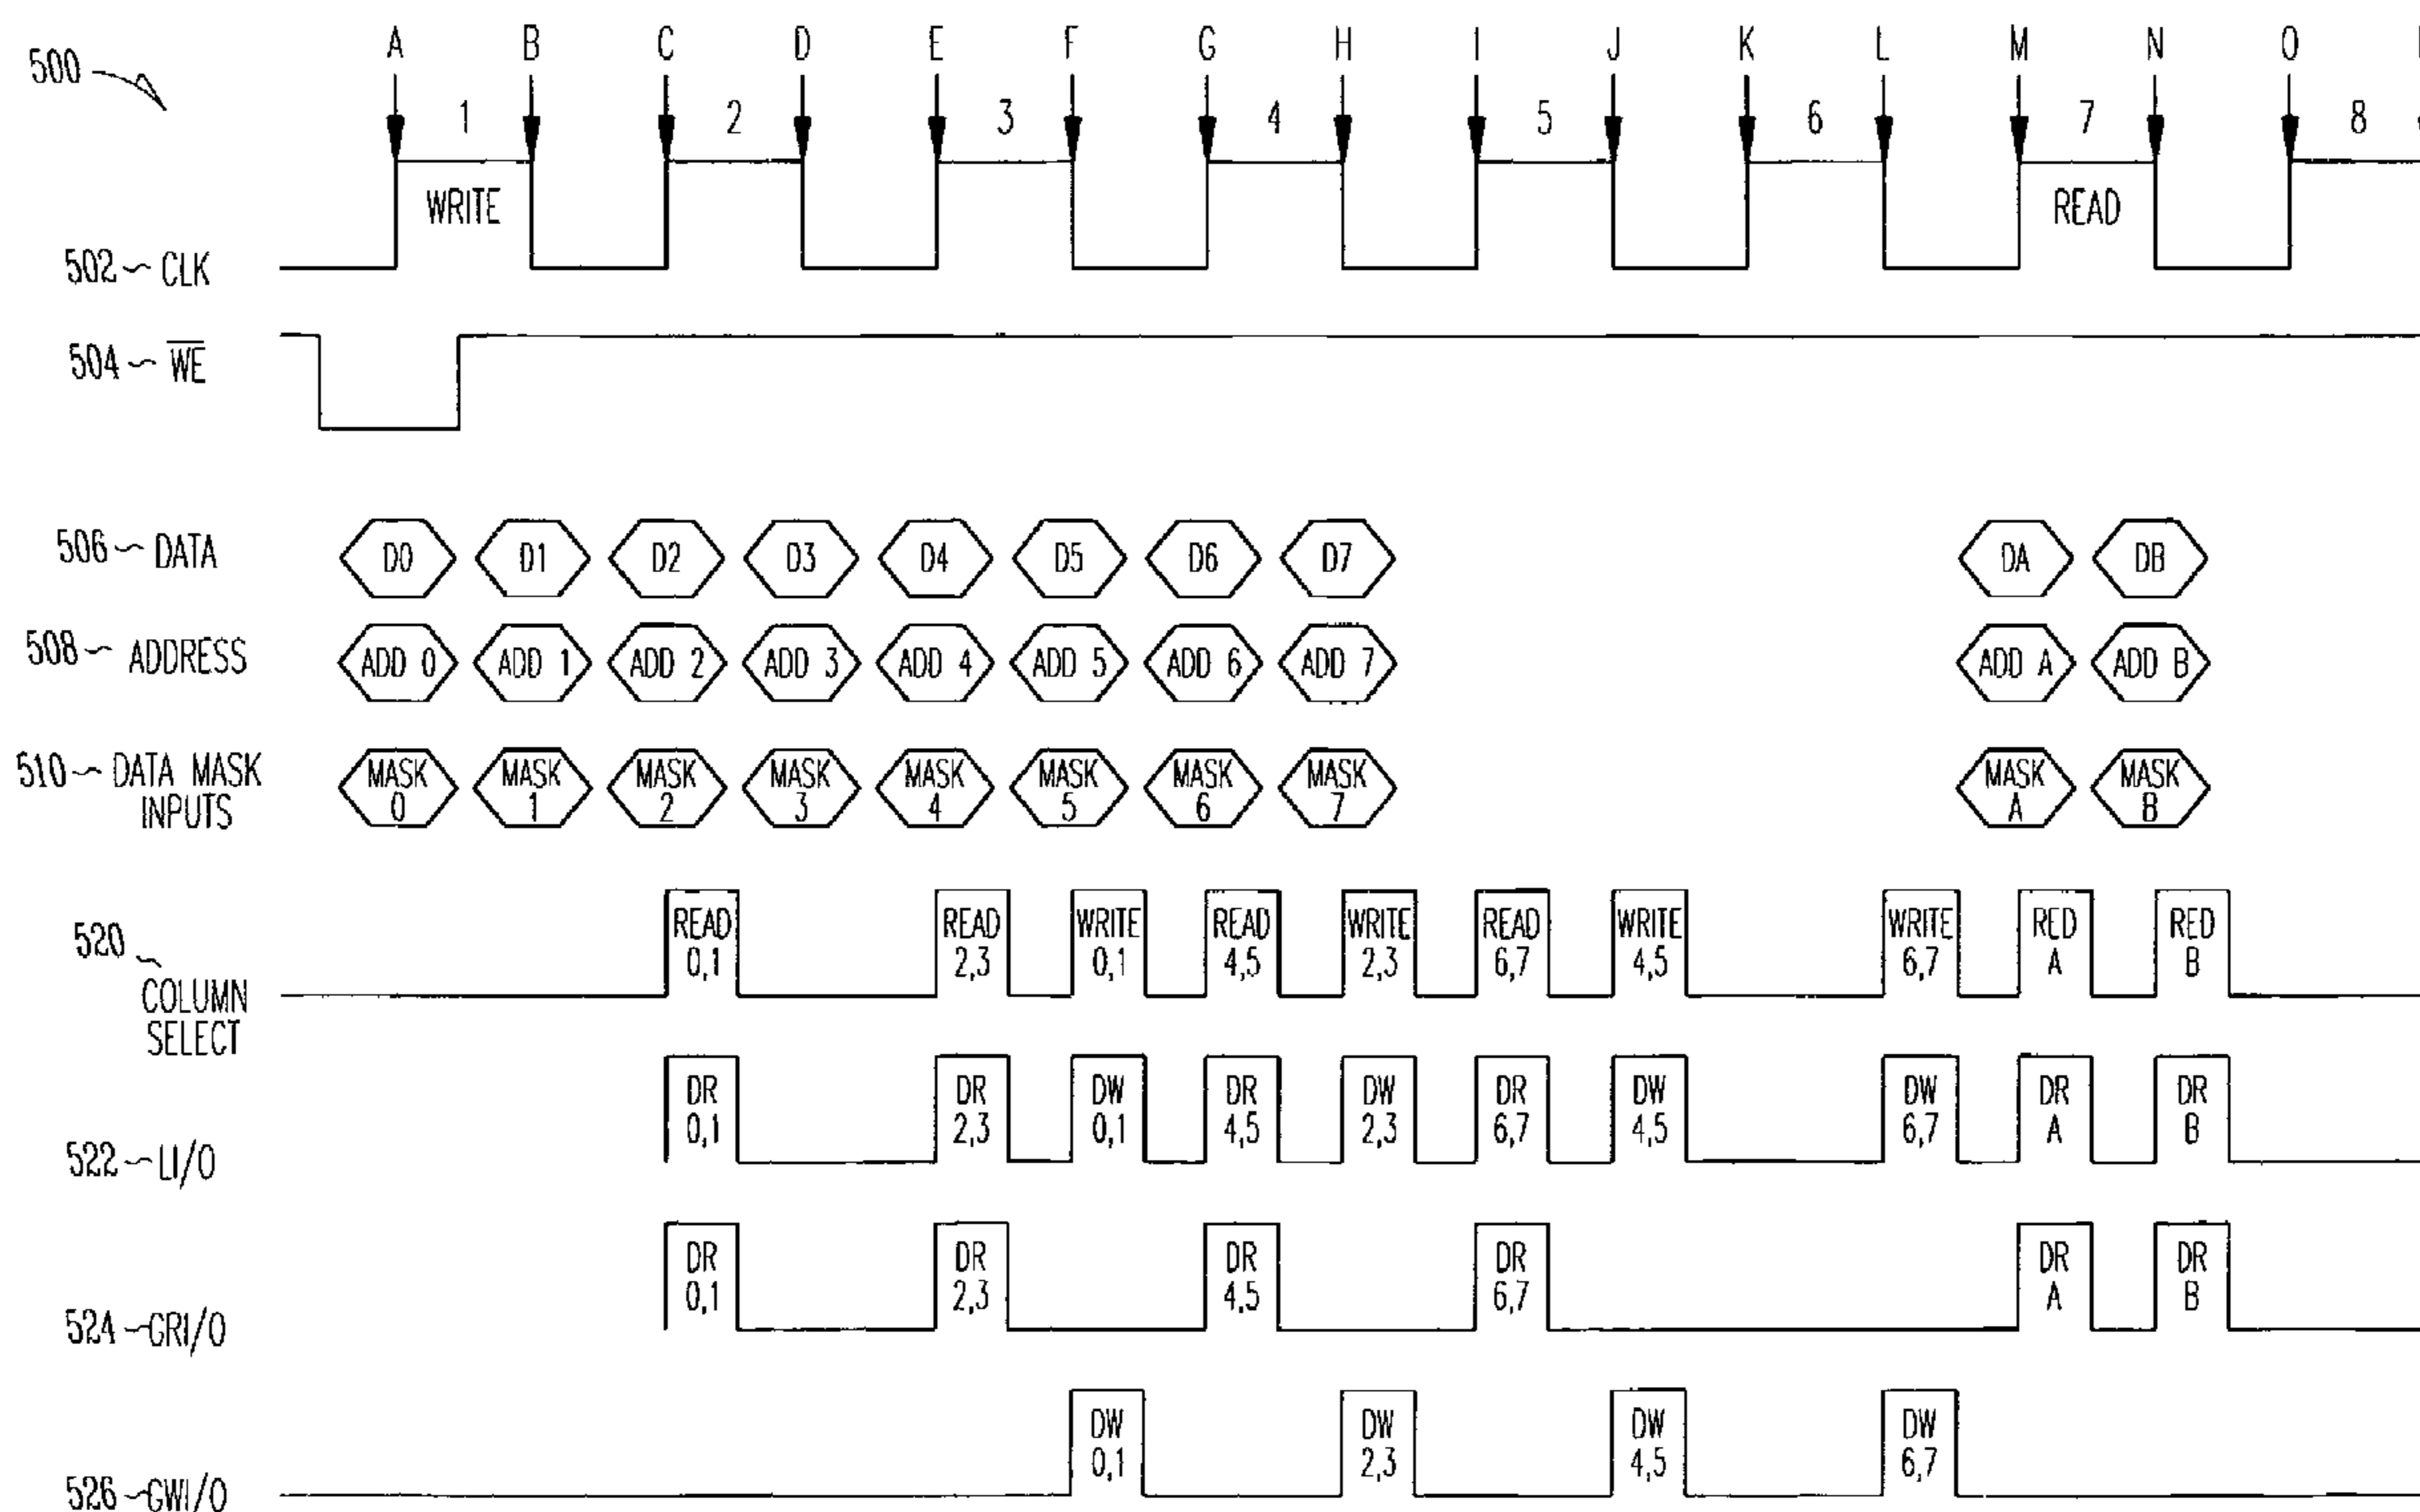 500
A B C D E F G H I J K L M N O
1 2 3 4 5 6 7 8
WRITE READ
502 CLK
504 WE
506 DATA D0 D1 D2 D3 D4 D5 D6 D7 DA DB
508 ADDRESS ADD 0 ADD 1 ADD 2 ADD 3 ADD 4 ADD 5 ADD 6 ADD 7 ADD A ADD B
510 DATA MASK MASK MASK MASK MASK MASK MASK MASK MASK MASK MASK
INPUTS 0 1 2 3 4 5 6 7 A B
520 READ READ WRITE READ WRITE READ WRITE WRITE RED RED
0,1 2,3 0,1 4,5 2,3 6,7 4,5 6,7 A B
COLUMN
SELECT
DR DR DW DR DW DR DW DW DR DR
0,1 2,3 0,1 4,5 2,3 6,7 4,5 6,7 A B
522 LI/O
DR DR DR DR DR DR
0,1 2,3 4,5 6,7 A B
524 GRI/O
DW DW DW DW
0,1 2,3 4,5 6,7
526 GWI/O